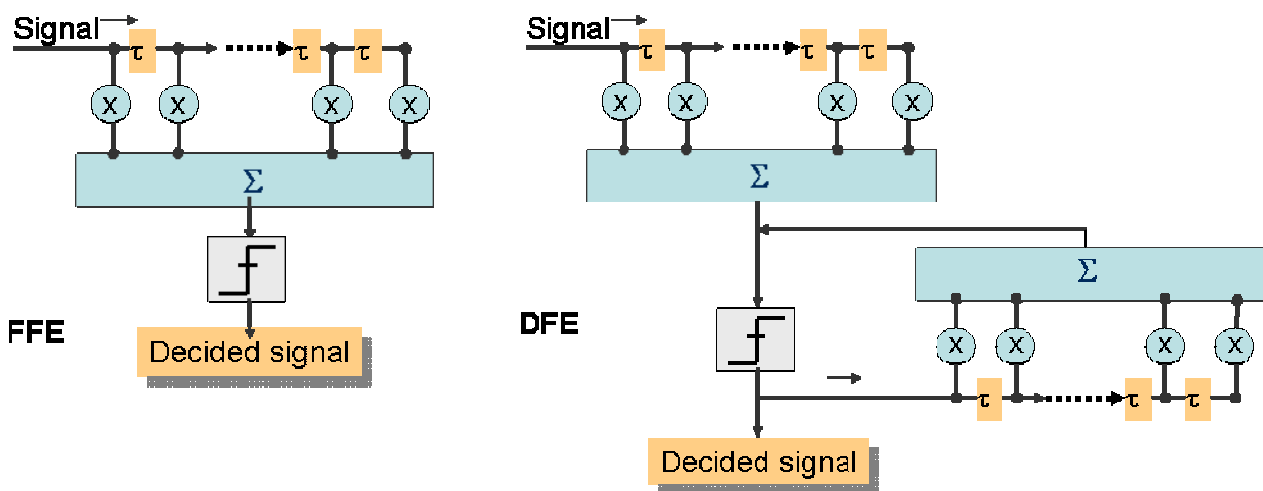 Signal
τ τ τ
X X X X
Σ
FFE
Decided signal
Signal
τ τ τ
X X X X
Σ
Σ
DFE
X X X X
τ τ τ
Decided signal